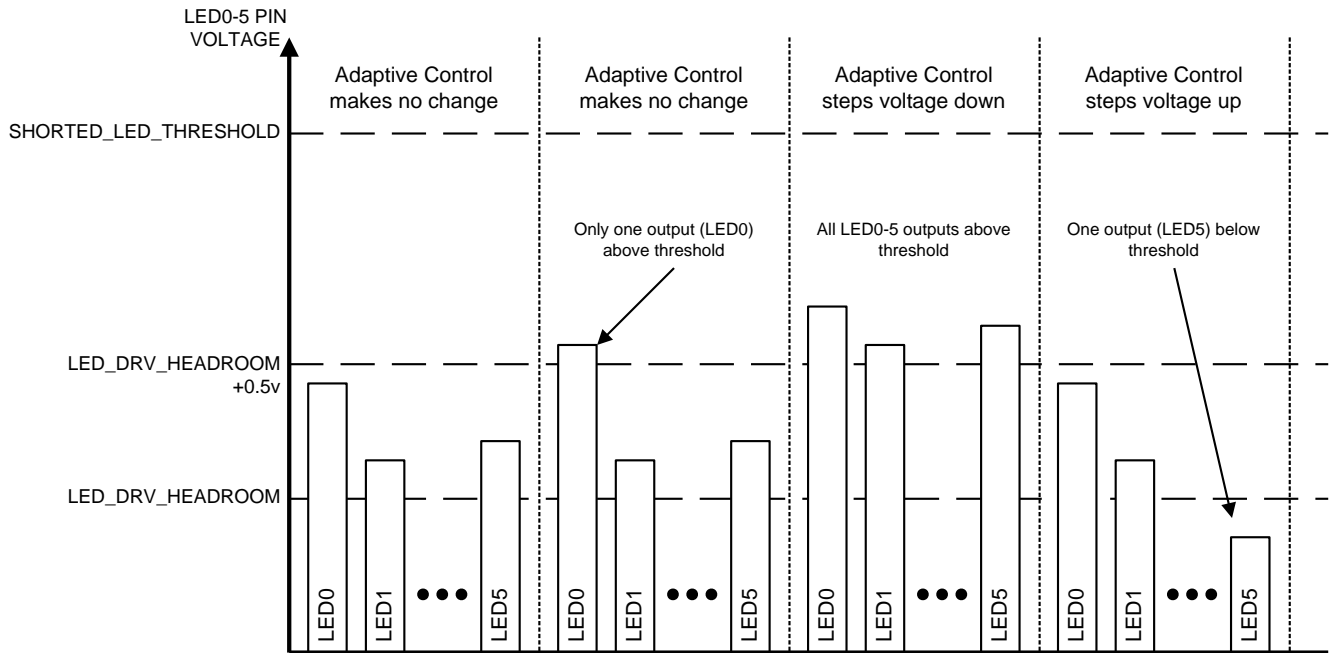 LED0-5 PIN
VOLTAGE
Adaptive Control
makes no change
Adaptive Control
makes no change
Adaptive Control
steps voltage down
Adaptive Control
steps voltage up
SHORTED_LED_THRESHOLD
Only one output (LED0)
above threshold
All LED0-5 outputs above
threshold
One output (LED5) below
threshold
LED_DRV_HEADROOM
+0.5v
LED_DRV_HEADROOM
LED0
LED1
LED5
LED0
LED1
LED5
LED0
LED1
LED5
LED0
LED1
LED5